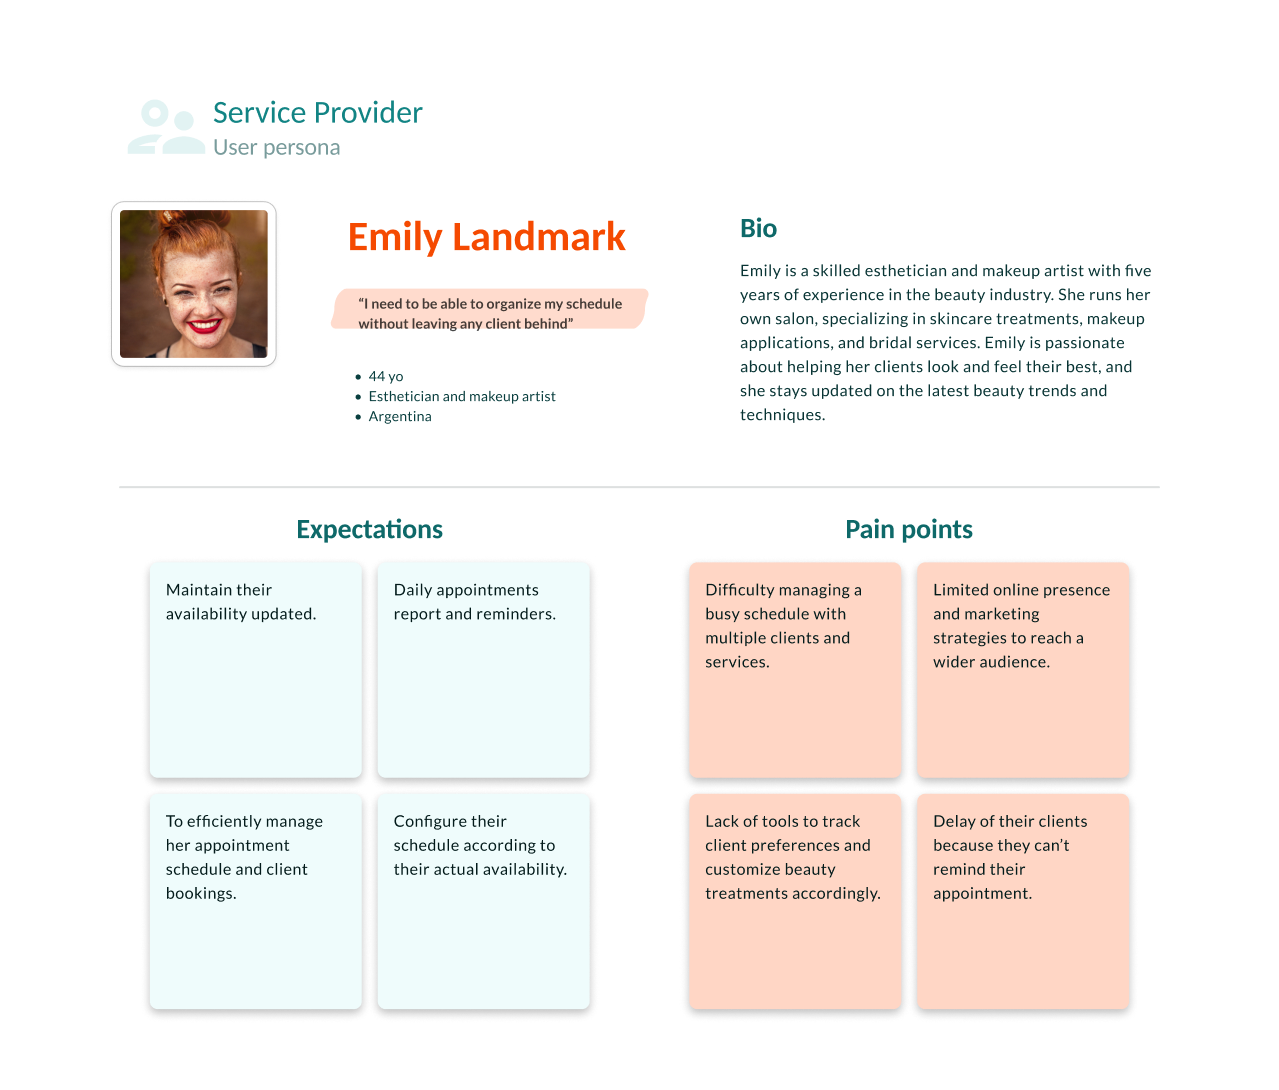 Service Provider
User persona
Emily Landmark
“I need to be able to organize my schedule
without leaving any client behind”
• 44 yo
• Esthetician and makeup artist
• Argentina
Bio
Emily is a skilled esthetician and makeup artist with five
years of experience in the beauty industry. She runs her
own salon, specializing in skincare treatments, makeup
applications, and bridal services. Emily is passionate
about helping her clients look and feel their best, and
she stays updated on the latest beauty trends and
techniques.
Expectations
Maintain their
availability updated.
Daily appointments
report and reminders.
To efficiently manage
her appointment
schedule and client
bookings.
Configure their
schedule according to
their actual availability.
Pain points
Difficulty managing a
busy schedule with
multiple clients and
services.
Limited online presence
and marketing
strategies to reach a
wider audience.
Lack of tools to track
client preferences and
customize beauty
treatments accordingly.
Delay of their clients
because they can’t
remind their
appointment.